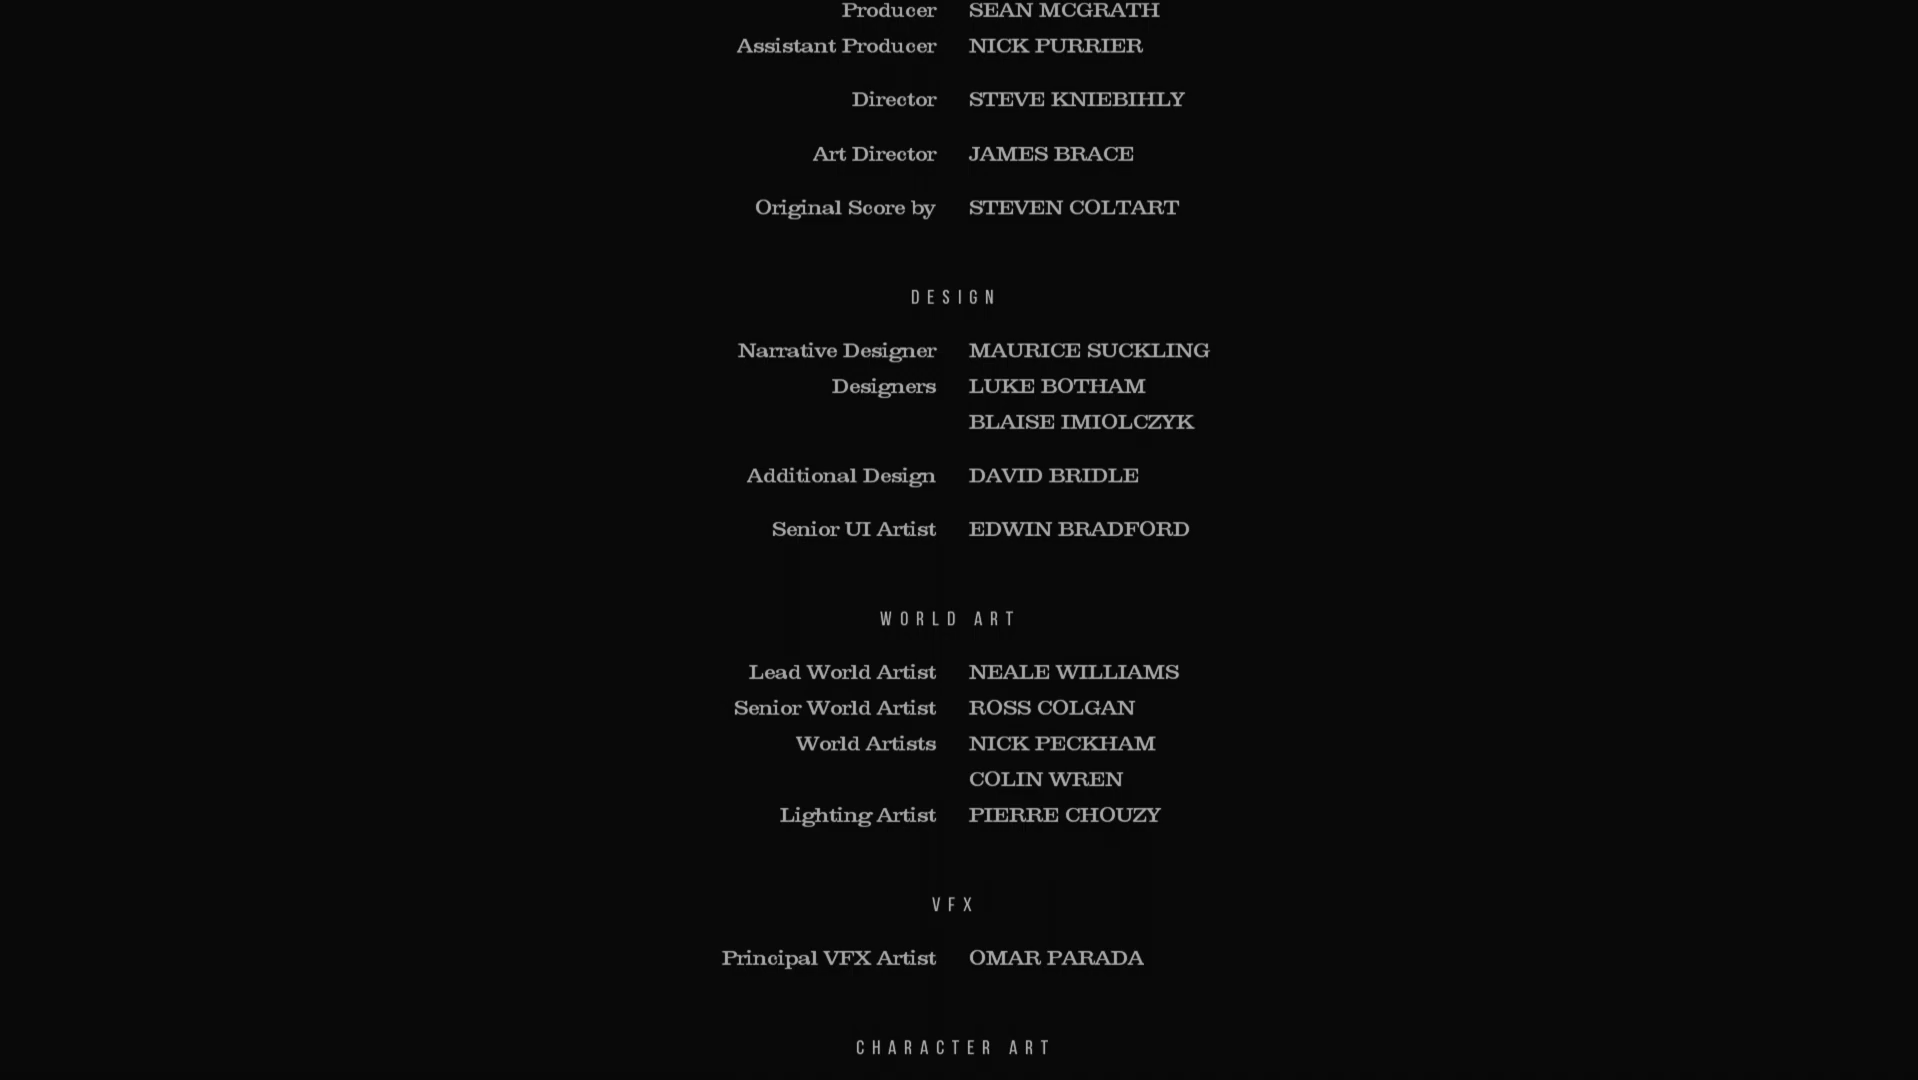 Producer SEAN MCGRATH
Assistant Producer NICK PURRIER
Director STEVE KNIEBIHLY
Art Director JAMES BRACE
Original Score by STEVEN COLTART
DESIGN
Narrative Designer MAURICE SUCKLING
Designers LUKE BOTHAM
BLAISE IMIOLCZYK
Additional Design DAVID BRIDLE
Senior UI Artist EDWIN BRADFORD
WORLD ART
Lead World Artist NEALE WILLIAMS
Senior World Artist ROSS COLGAN
World Artists NICK PECKHAM
COLIN WREN
Lighting Artist PIERRE CHOUZY
VFX
Principal VFX Artist OMAR PARADA
CHARACTER ART